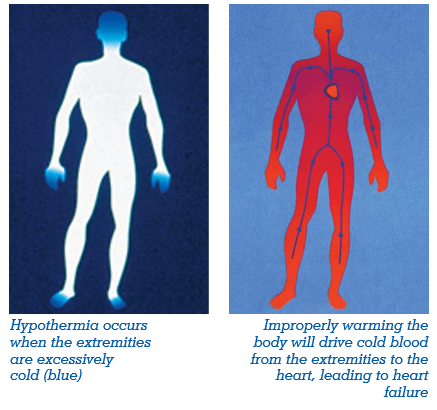 Hypothermia occurs
when the extremities
are excessively
cold (blue)
Improperly warming the
body will drive cold blood
from the extremities to the
heart, leading to heart
failure